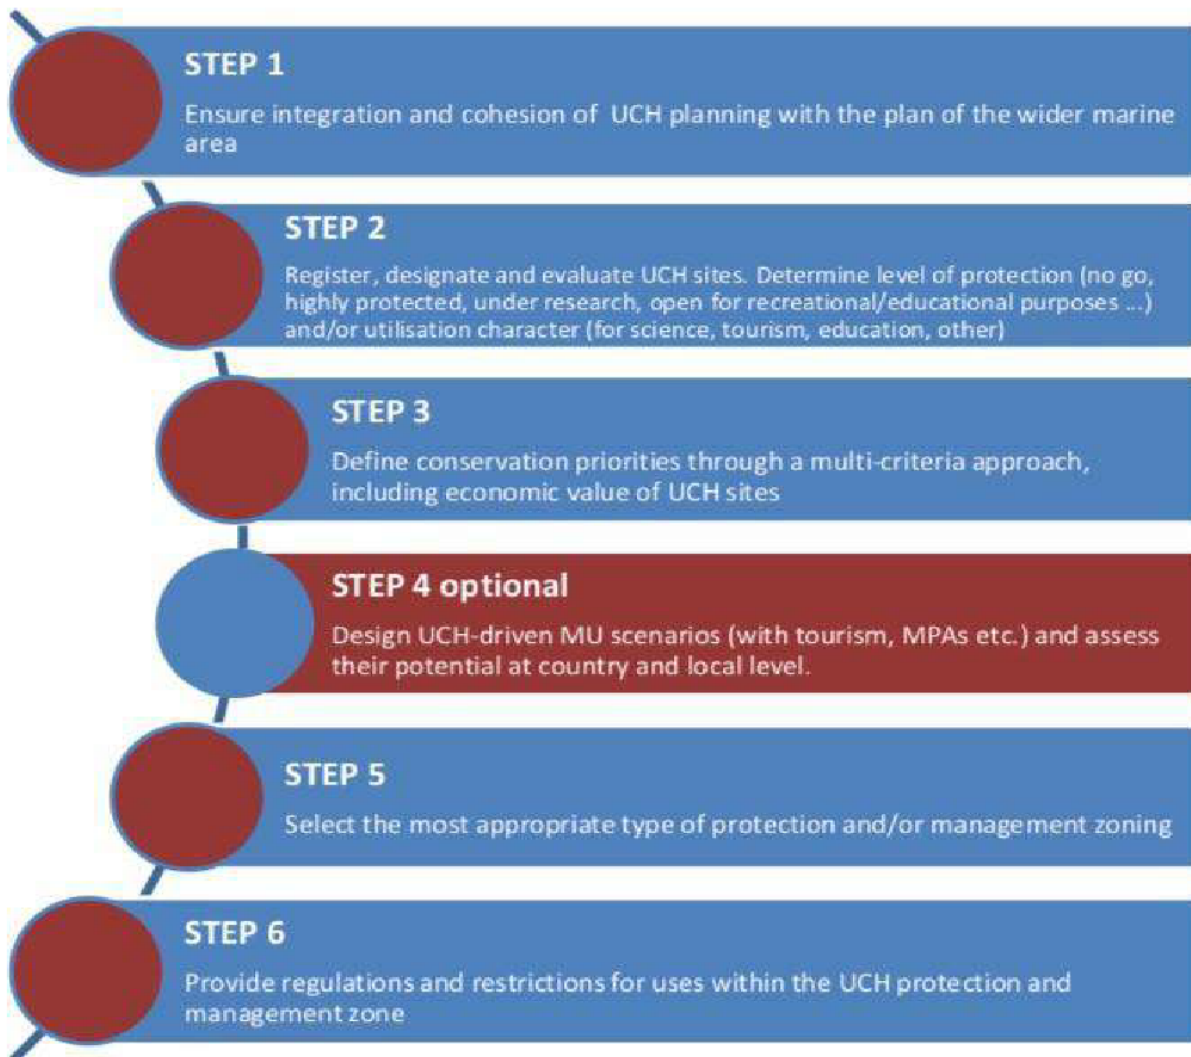 STEP 1
Ensure integration and cohesion of UCH planning with the plan of the wider marine
area
STEP 2
Register, designate and evaluate UCH sites. Determine level of protection (no go,
highly protected, under research, open for recreational/educational purposes ...)
and/or utilisation character (for science, tourism, education, other)
STEP 3
Define conservation priorities through a multi-criteria approach,
including economic value of UCH sites
STEP 4 optional
Design UCH-driven MU scenarios (with tourism, MPAs etc.) and assess
their potential at country and local level.
STEP 5
Select the most appropriate type of protection and/or management zoning
STEP 6
Provide regulations and restrictions for uses within the UCH protection and
management zone